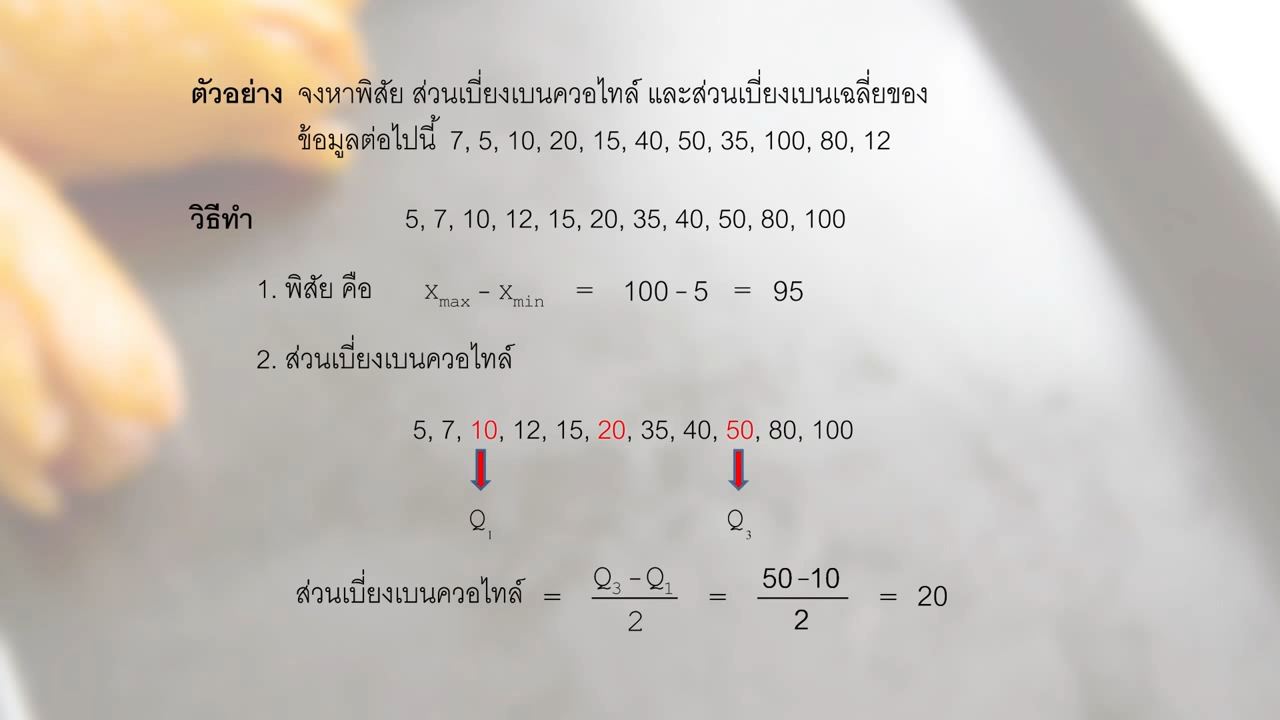 ตัวอย่าง จงหาพิสัย ส่วนเบี่ยงเบนควอไทล์ และส่วนเบี่ยงเบนเฉลี่ยของ
ข้อมูลต่อไปนี้ 7, 5, 10, 20, 15, 40, 50, 35, 100, 80, 12
วิธีทำ 5, 7, 10, 12, 15, 20, 35, 40, 50, 80, 100
1. พิสัย คือ x_max – x_min = 100 – 5 = 95
2. ส่วนเบี่ยงเบนควอไทล์
5, 7, 10, 12, 15, 20, 35, 40, 50, 80, 100
Q₁ Q₃
ส่วนเบี่ยงเบนควอไทล์ = (Q₃ – Q₁)/2 = (50 – 10)/2 = 20